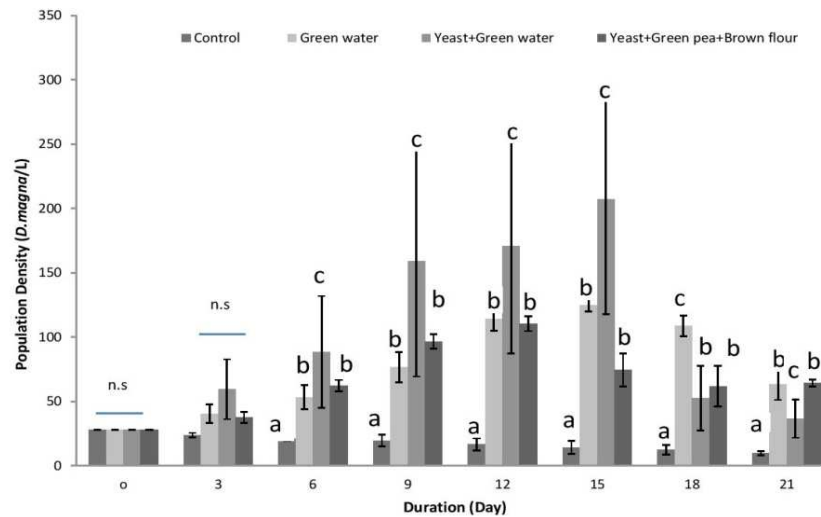 350
Control Green water Yeast+Green water Yeast+Green pea+Brown flour
300
250
200
150
100
50
0
Population Density (D.magna/L)
n.s
n.s
a b c b
a b c b
a b c b
a b c b
a c b b
a b c b
o 3 6 9 12 15 18 21
Duration (Day)